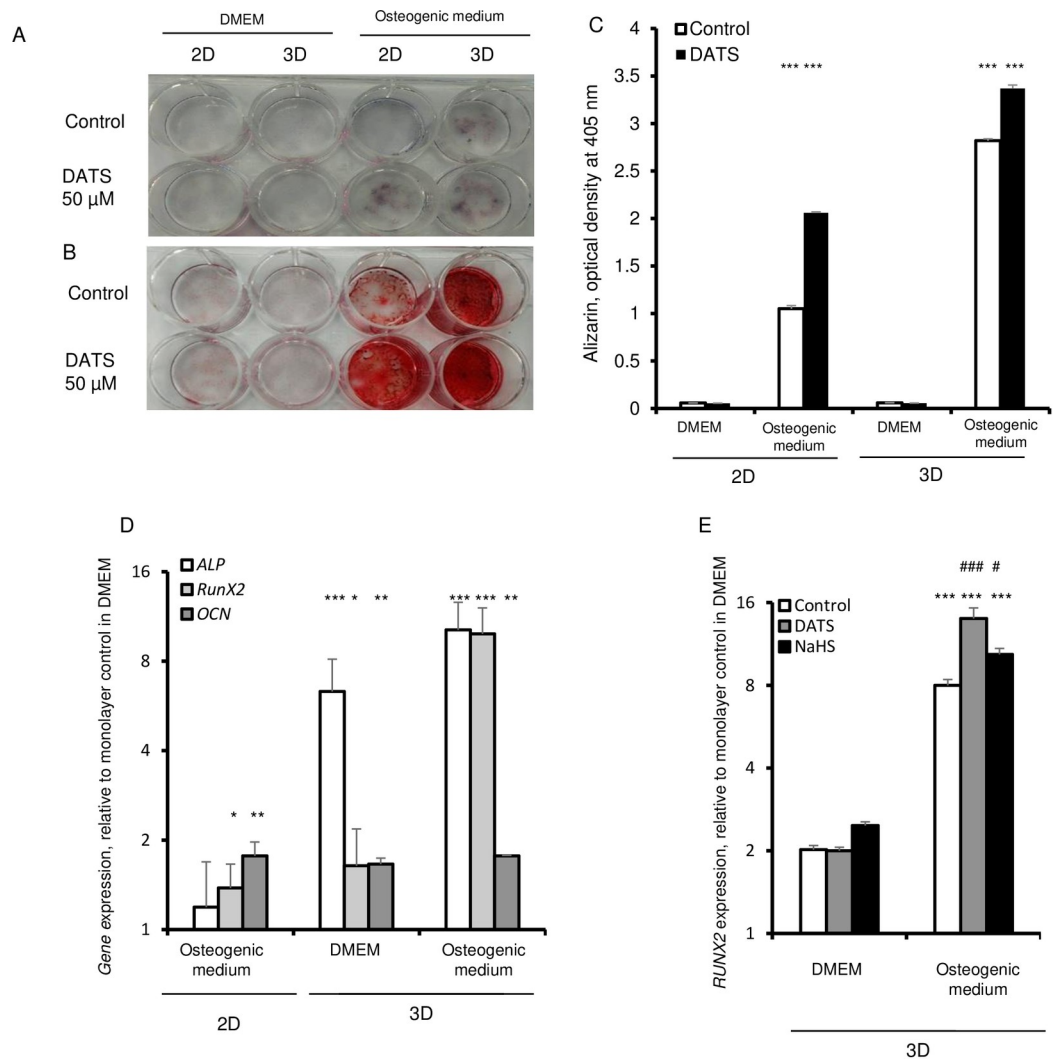 A
DMEM
Osteogenic medium
2D
3D
2D
3D
Control
DATS
50 µM
B
Control
DATS
50 µM
C
Control
DATS
Alizarin, optical density at 405 nm
4
3.5
3
2.5
2
1.5
1
0.5
0
*** ***
*** ***
DMEM
Osteogenic
medium
DMEM
Osteogenic
medium
2D
3D
D
ALP
RunX2
OCN
Gene expression, relative to monolayer control in DMEM
16
8
4
2
1
* **
*** * **
*** *** **
Osteogenic
medium
DMEM
Osteogenic
medium
2D
3D
E
Control
DATS
NaHS
RUNX2 expression, relative to monolayer control in DMEM
16
8
4
2
1
### #
*** *** ***
DMEM
Osteogenic
medium
3D